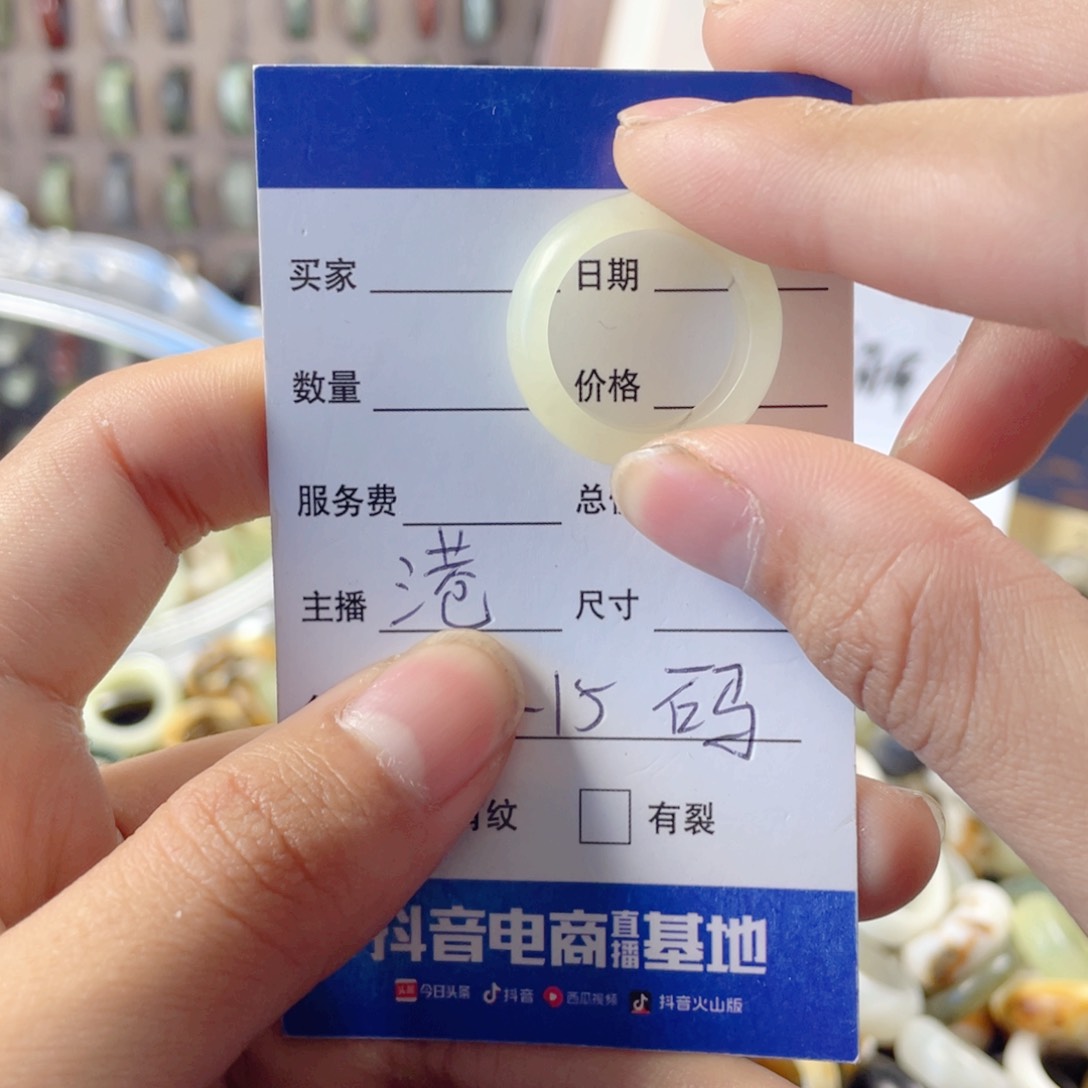 买家 日期
数量 价格
服务费 总
主播 港 尺寸
-15 码
纹 有裂
抖音电商直播基地
今日头条 抖音 西瓜视频 抖音火山版